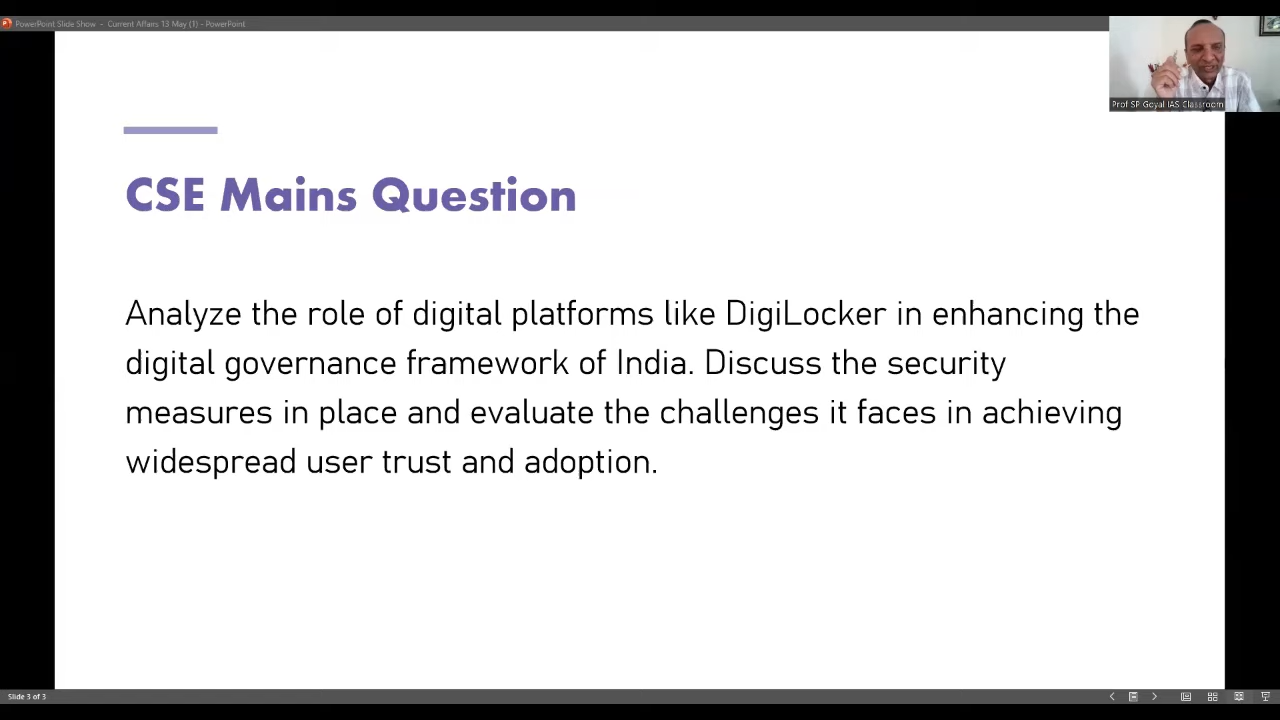 PowerPoint Slide Show - Current Affairs 13 May (1) - PowerPoint
Prof SP Goyal IAS Classroom
CSE Mains Question
Analyze the role of digital platforms like DigiLocker in enhancing the
digital governance framework of India. Discuss the security
measures in place and evaluate the challenges it faces in achieving
widespread user trust and adoption.
Slide 3 of 3